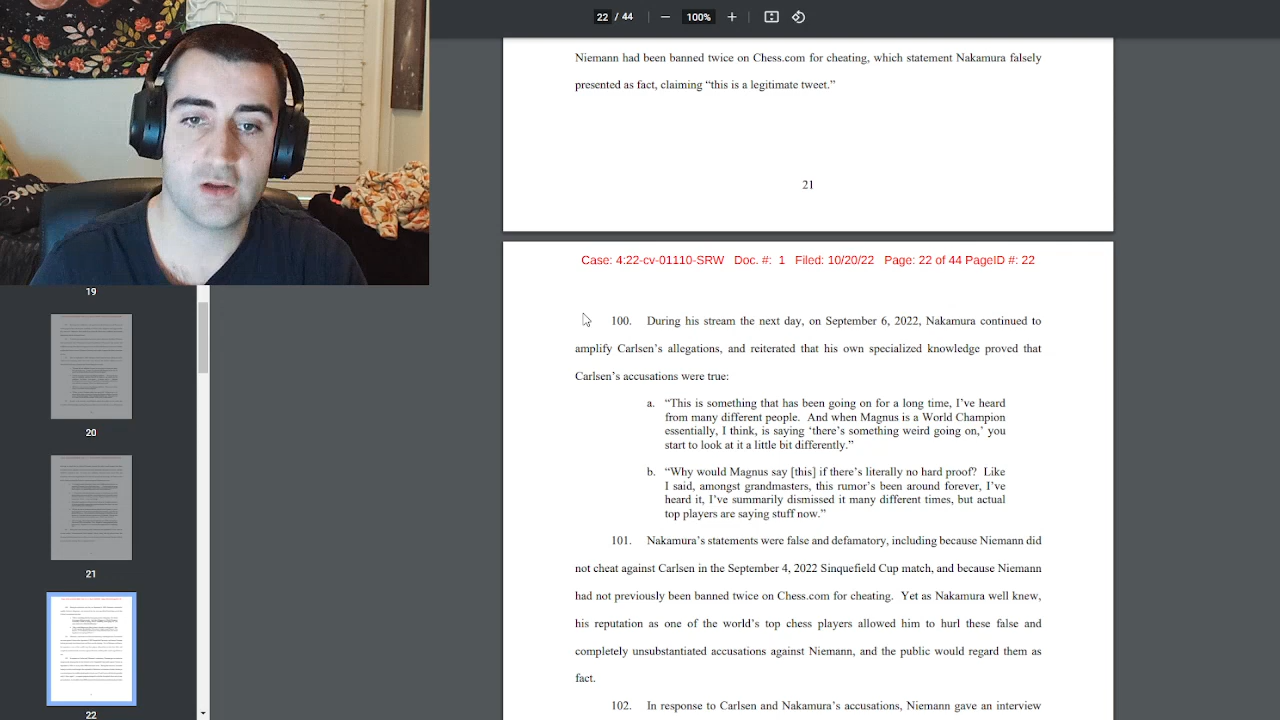 22 / 44
100%
Niemann had been banned twice on Chess.com for cheating, which statement Nakamura falsely
presented as fact, claiming “this is a legitimate tweet.”
21
Case: 4:22-cv-01110-SRW Doc. #: 1 Filed: 10/20/22 Page: 22 of 44 PageID #: 22
100. During his stream the next day, on September 6, 2022, Nakamura continued to
amplify Carlsen’s allegations, and reiterated that his own specialized knowledge proved that
Carlsen’s accusations were true:
a. “This is something that has been going on for a long time, I’ve heard
from many different people. And when Magnus is a World Champion
essentially, I think, is saying ‘there’s something weird going on,’ you
start to look at it a little bit differently.”
b. “Why would Magnus say [this] if there’s literally no hard proof? Like
I said, amongst grandmasters, this rumor’s been around forever, I’ve
heard it, I’ve summarily dismissed it many different times, but actual
top players are saying stuff now.”
101. Nakamura’s statements were false and defamatory, including because Niemann did
not cheat against Carlsen in the September 4, 2022 Sinquefield Cup match, and because Niemann
had not previously been banned twice on Chess.com for cheating. Yet as Nakamura well knew,
his reputation as one of the world’s top chess players allowed him to imbue these false and
completely unsubstantiated accusations against Niemann, and the public would regard them as
fact.
102. In response to Carlsen and Nakamura’s accusations, Niemann gave an interview
19
20
21
22